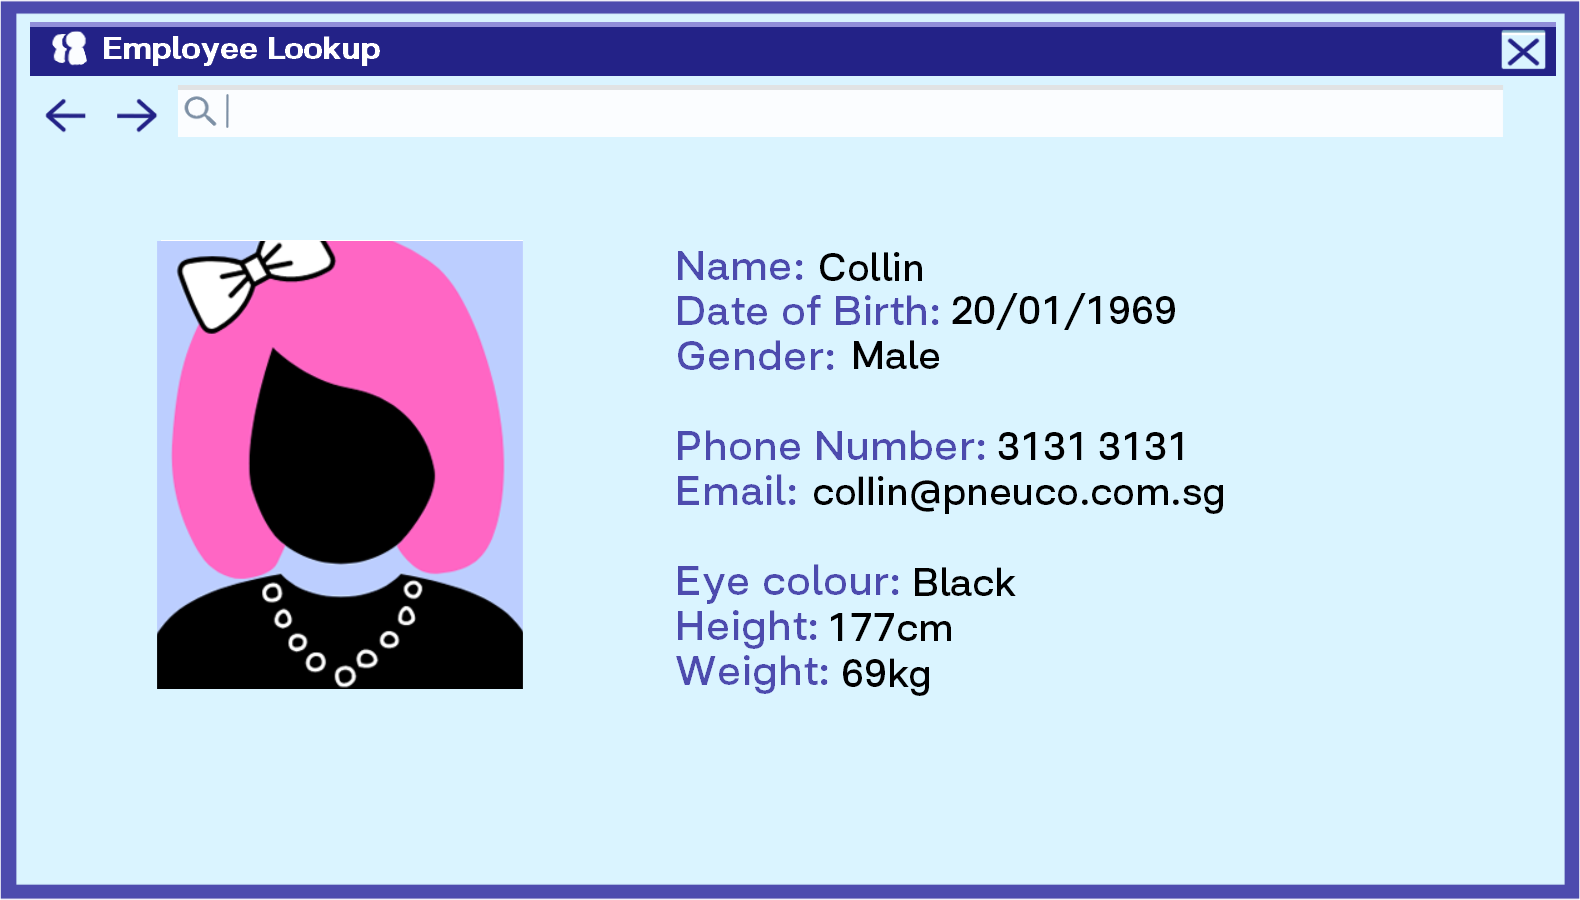 Employee Lookup
Name: Collin
Date of Birth: 20/01/1969
Gender: Male
Phone Number: 3131 3131
Email: collin@pneuco.com.sg
Eye colour: Black
Height: 177cm
Weight: 69kg